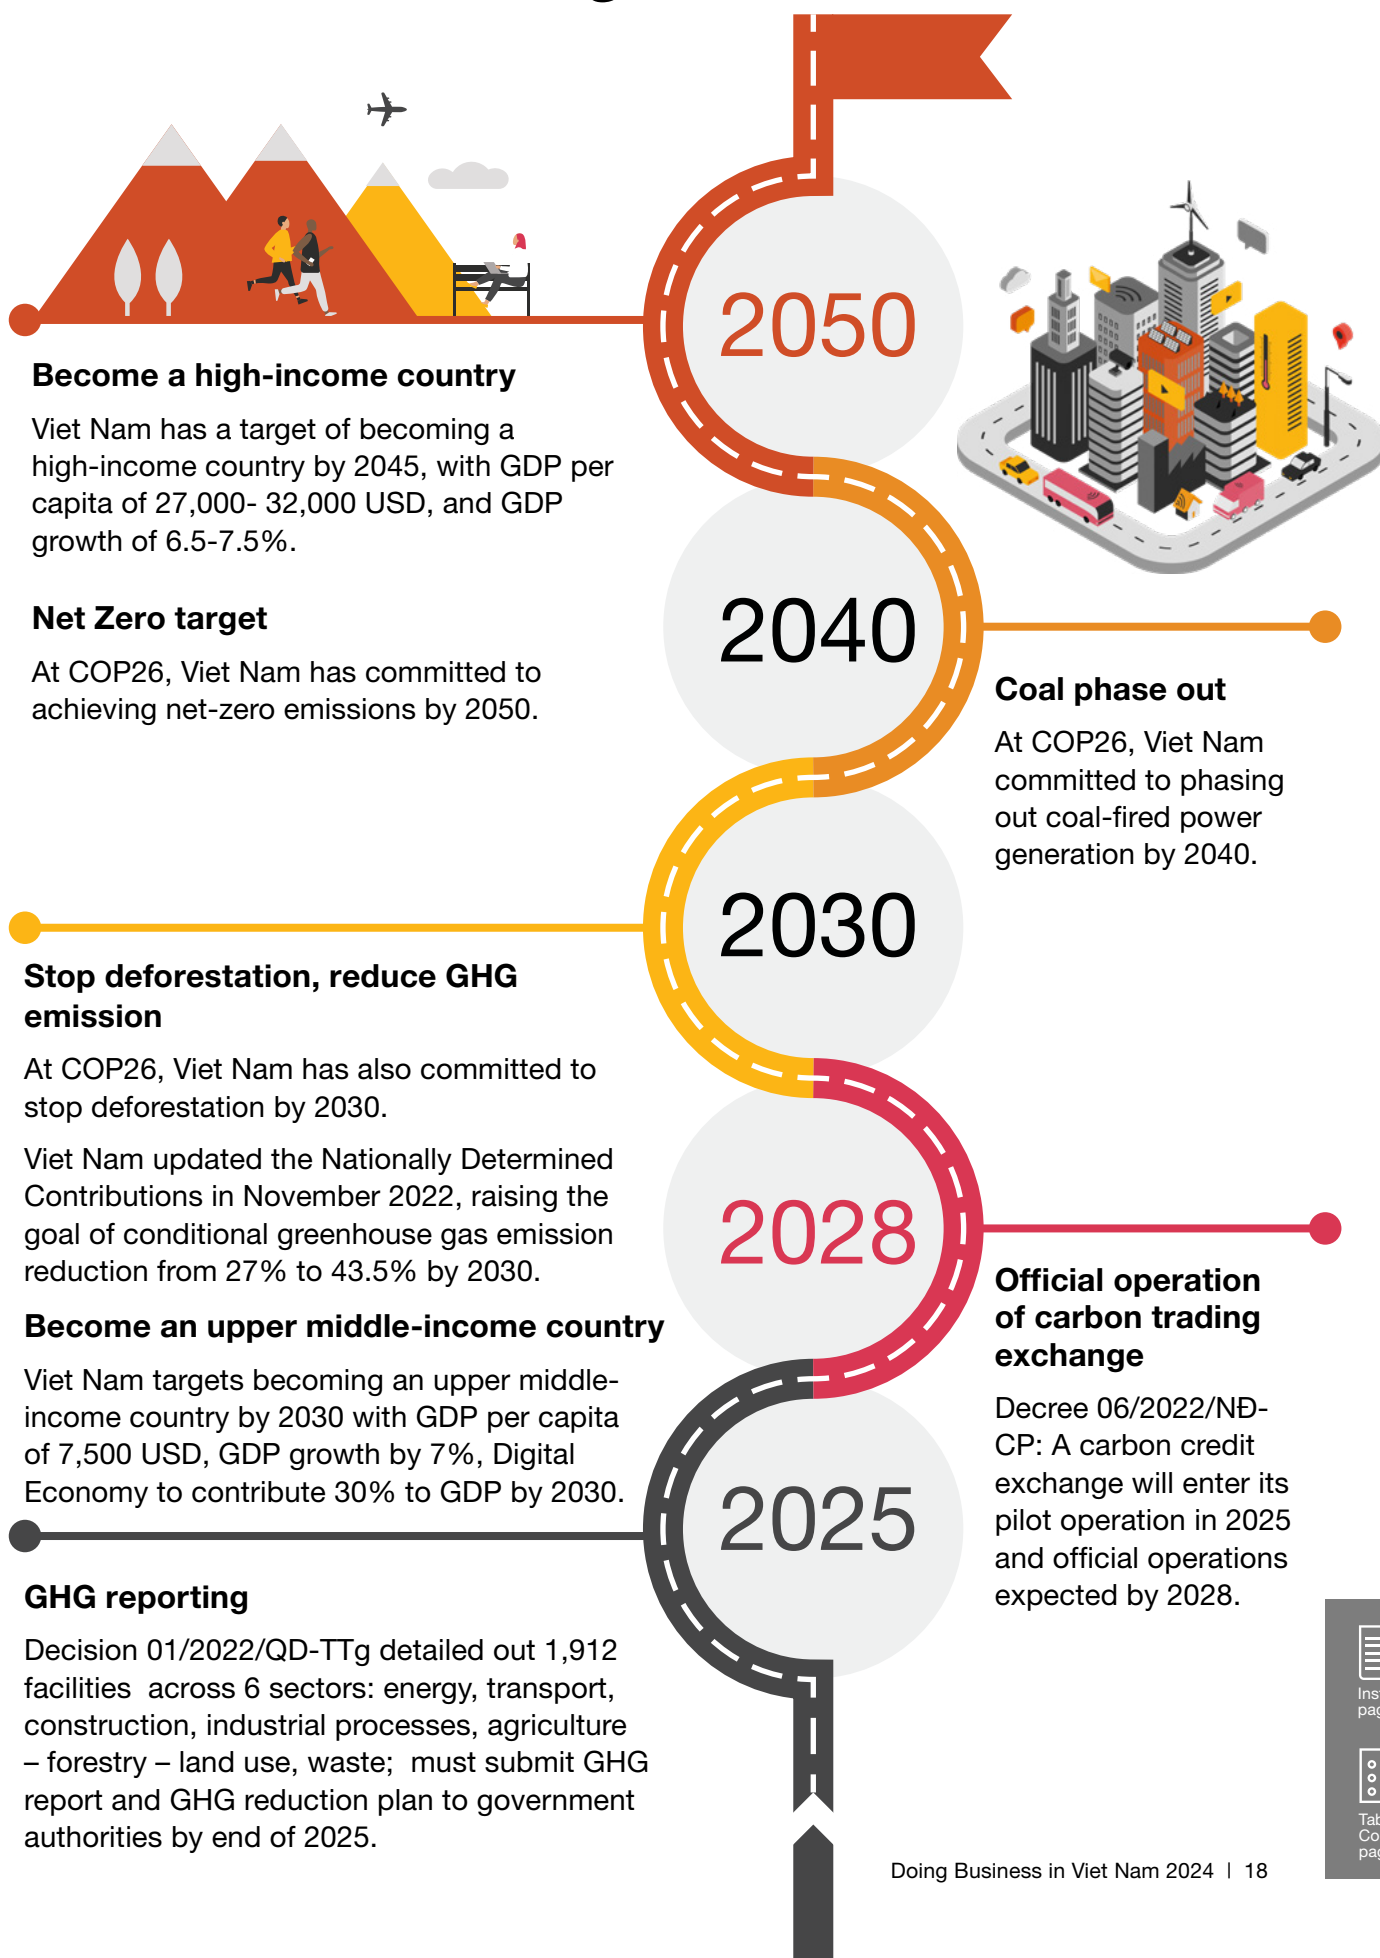 2050
Become a high-income country
Viet Nam has a target of becoming a
high-income country by 2045, with GDP per
capita of 27,000- 32,000 USD, and GDP
growth of 6.5-7.5%.
Net Zero target
At COP26, Viet Nam has committed to
achieving net-zero emissions by 2050.
2040
Coal phase out
At COP26, Viet Nam
committed to phasing
out coal-fired power
generation by 2040.
2030
Stop deforestation, reduce GHG
emission
At COP26, Viet Nam has also committed to
stop deforestation by 2030.
Viet Nam updated the Nationally Determined
Contributions in November 2022, raising the
goal of conditional greenhouse gas emission
reduction from 27% to 43.5% by 2030.
Become an upper middle-income country
Viet Nam targets becoming an upper middle-
income country by 2030 with GDP per capita
of 7,500 USD, GDP growth by 7%, Digital
Economy to contribute 30% to GDP by 2030.
2028
Official operation
of carbon trading
exchange
Decree 06/2022/NĐ-
CP: A carbon credit
exchange will enter its
pilot operation in 2025
and official operations
expected by 2028.
2025
GHG reporting
Decision 01/2022/QD-TTg detailed out 1,912
facilities across 6 sectors: energy, transport,
construction, industrial processes, agriculture
– forestry – land use, waste; must submit GHG
report and GHG reduction plan to government
authorities by end of 2025.
Doing Business in Viet Nam 2024 | 18